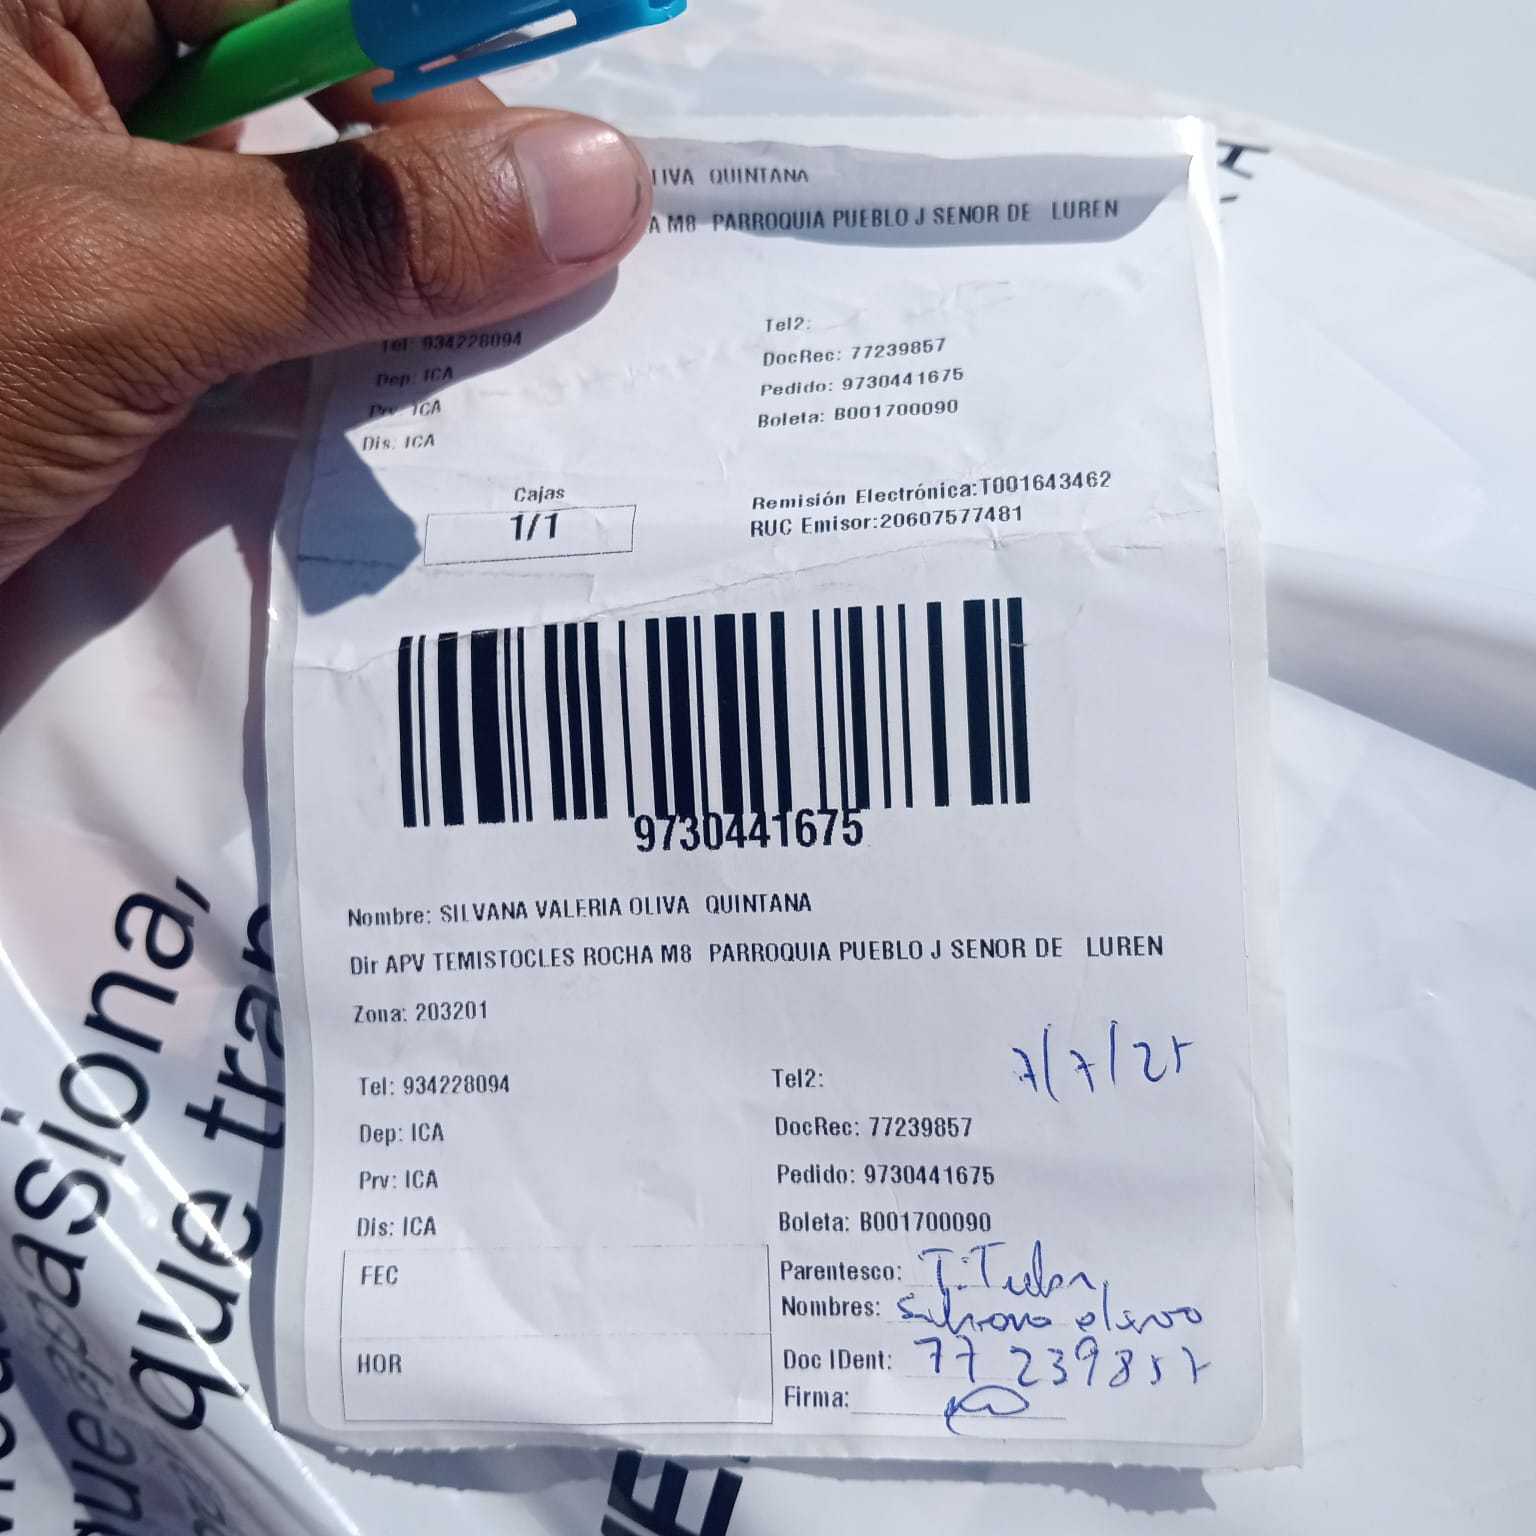 QUINTANA
M8 PARROQUIA PUEBLO J SENOR DE LUREN
Tel: 934228094
Tel2:
Dep: ICA
DocRec: 77239857
Prv: ICA
Pedido: 9730441675
Dis: ICA
Boleta: B001700090
Cajas
1/1
Remisión Electrónica:T001643462
RUC Emisor:20607577481
9730441675
Nombre: SILVANA VALERIA OLIVA QUINTANA
Dir APV TEMISTOCLES ROCHA M8 PARROQUIA PUEBLO J SENOR DE LUREN
Zona: 203201
7/7/25
Tel: 934228094
Tel2:
Dep: ICA
DocRec: 77239857
Prv: ICA
Pedido: 9730441675
Dis: ICA
Boleta: B001700090
FEC
HOR
Parentesco: Titular
Nombres:
Doc IDent: 77239857
Firma:
asiona,
que tran